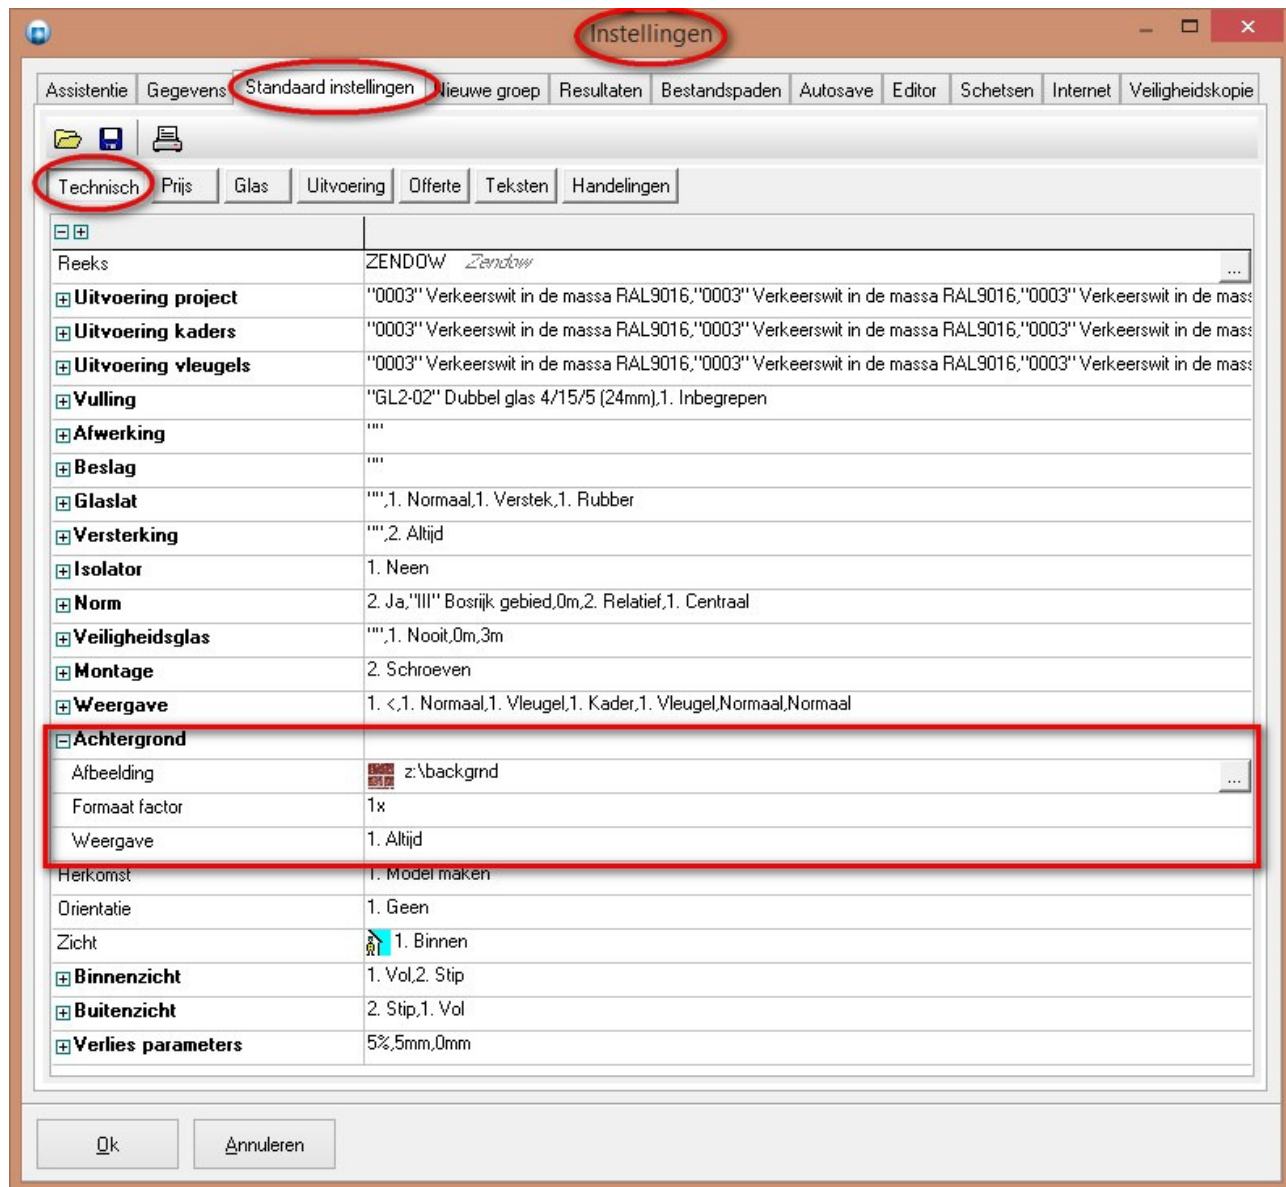 Instellingen
Assistentie Gegevens Standaard instellingen Nieuwe groep Resultaten Bestandspaden Autosave Editor Schetsen Internet Veiligheidskopie
Technisch Prijs Glas Uitvoering Offerte Teksten Handelingen
Reeks ZENDOW Zendow ...
Uitvoering project "0003" Verkeerswit in de massa RAL9016,"0003" Verkeerswit in de massa RAL9016,"0003" Verkeerswit in de mass
Uitvoering kaders "0003" Verkeerswit in de massa RAL9016,"0003" Verkeerswit in de massa RAL9016,"0003" Verkeerswit in de mass
Uitvoering vleugels "0003" Verkeerswit in de massa RAL9016,"0003" Verkeerswit in de massa RAL9016,"0003" Verkeerswit in de mass
Vulling "GL2-02" Dubbel glas 4/15/5 (24mm),1. Inbegrepen
Afwerking ""
Beslag ""
Glaslat "",1. Normaal,1. Verstek,1. Rubber
Versterking "",2. Altijd
Isolator 1. Neen
Norm 2. Ja,"III" Bosrijk gebied,0m,2. Relatief,1. Centraal
Veiligheidsglas "",1. Nooit,0m,3m
Montage 2. Schroeven
Weergave 1. <,1. Normaal,1. Vleugel,1. Kader,1. Vleugel,Normaal,Normaal
Achtergrond
Afbeelding z:\backgrnd ...
Formaat factor 1x
Weergave 1. Altijd
Herkomst 1. Model maken
Orientatie 1. Geen
Zicht 1. Binnen
Binnenzicht 1. Vol,2. Stip
Buitenzicht 2. Stip,1. Vol
Verlies parameters 5%,5mm,0mm
Ok Annuleren